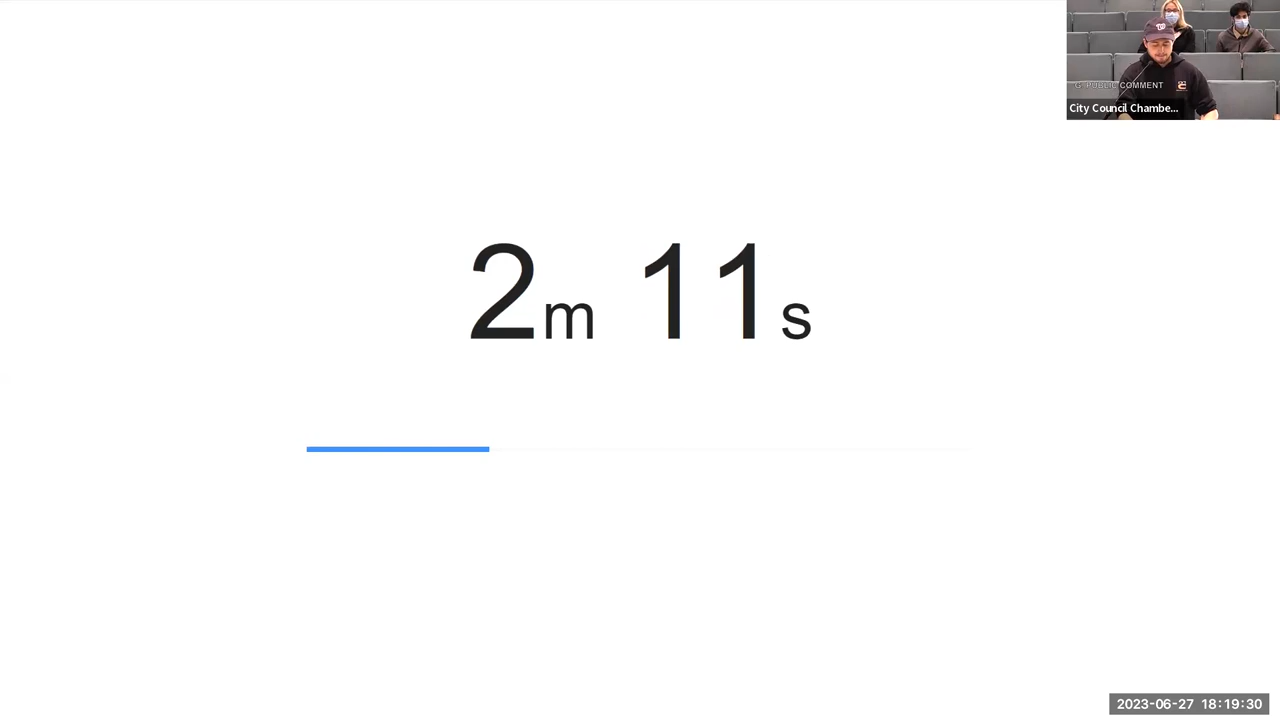 G. PUBLIC COMMENT
City Council Chambe...
2m 11s
2023-06-27 18:19:30